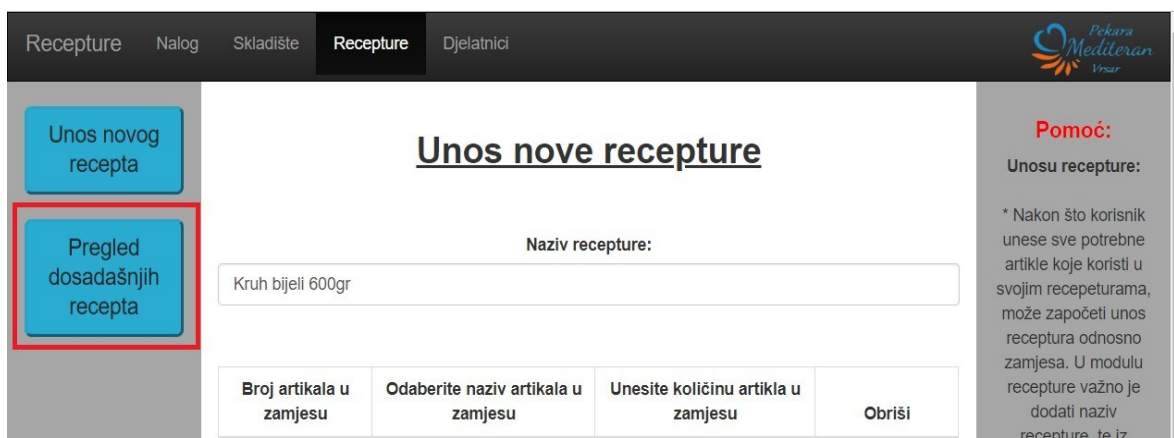 Recepture Nalog Skladište Recepture Djelatnici
Pekara
Mediteran
Vrsar
Unos novog
recepta
Pregled
dosadašnjih
recepta
Unos nove recepture
Naziv recepture:
Kruh bijeli 600gr
Broj artikala u
zamjesu
Odaberite naziv artikala u
zamjesu
Unesite količinu artikla u
zamjesu
Obriši
Pomoć:
Unosu recepture:
* Nakon što korisnik
unese sve potrebne
artikle koje koristi u
svojim recepeturama,
može započeti unos
receptura odnosno
zamjesa. U modulu
recepture važno je
dodati naziv
recepture, te iz